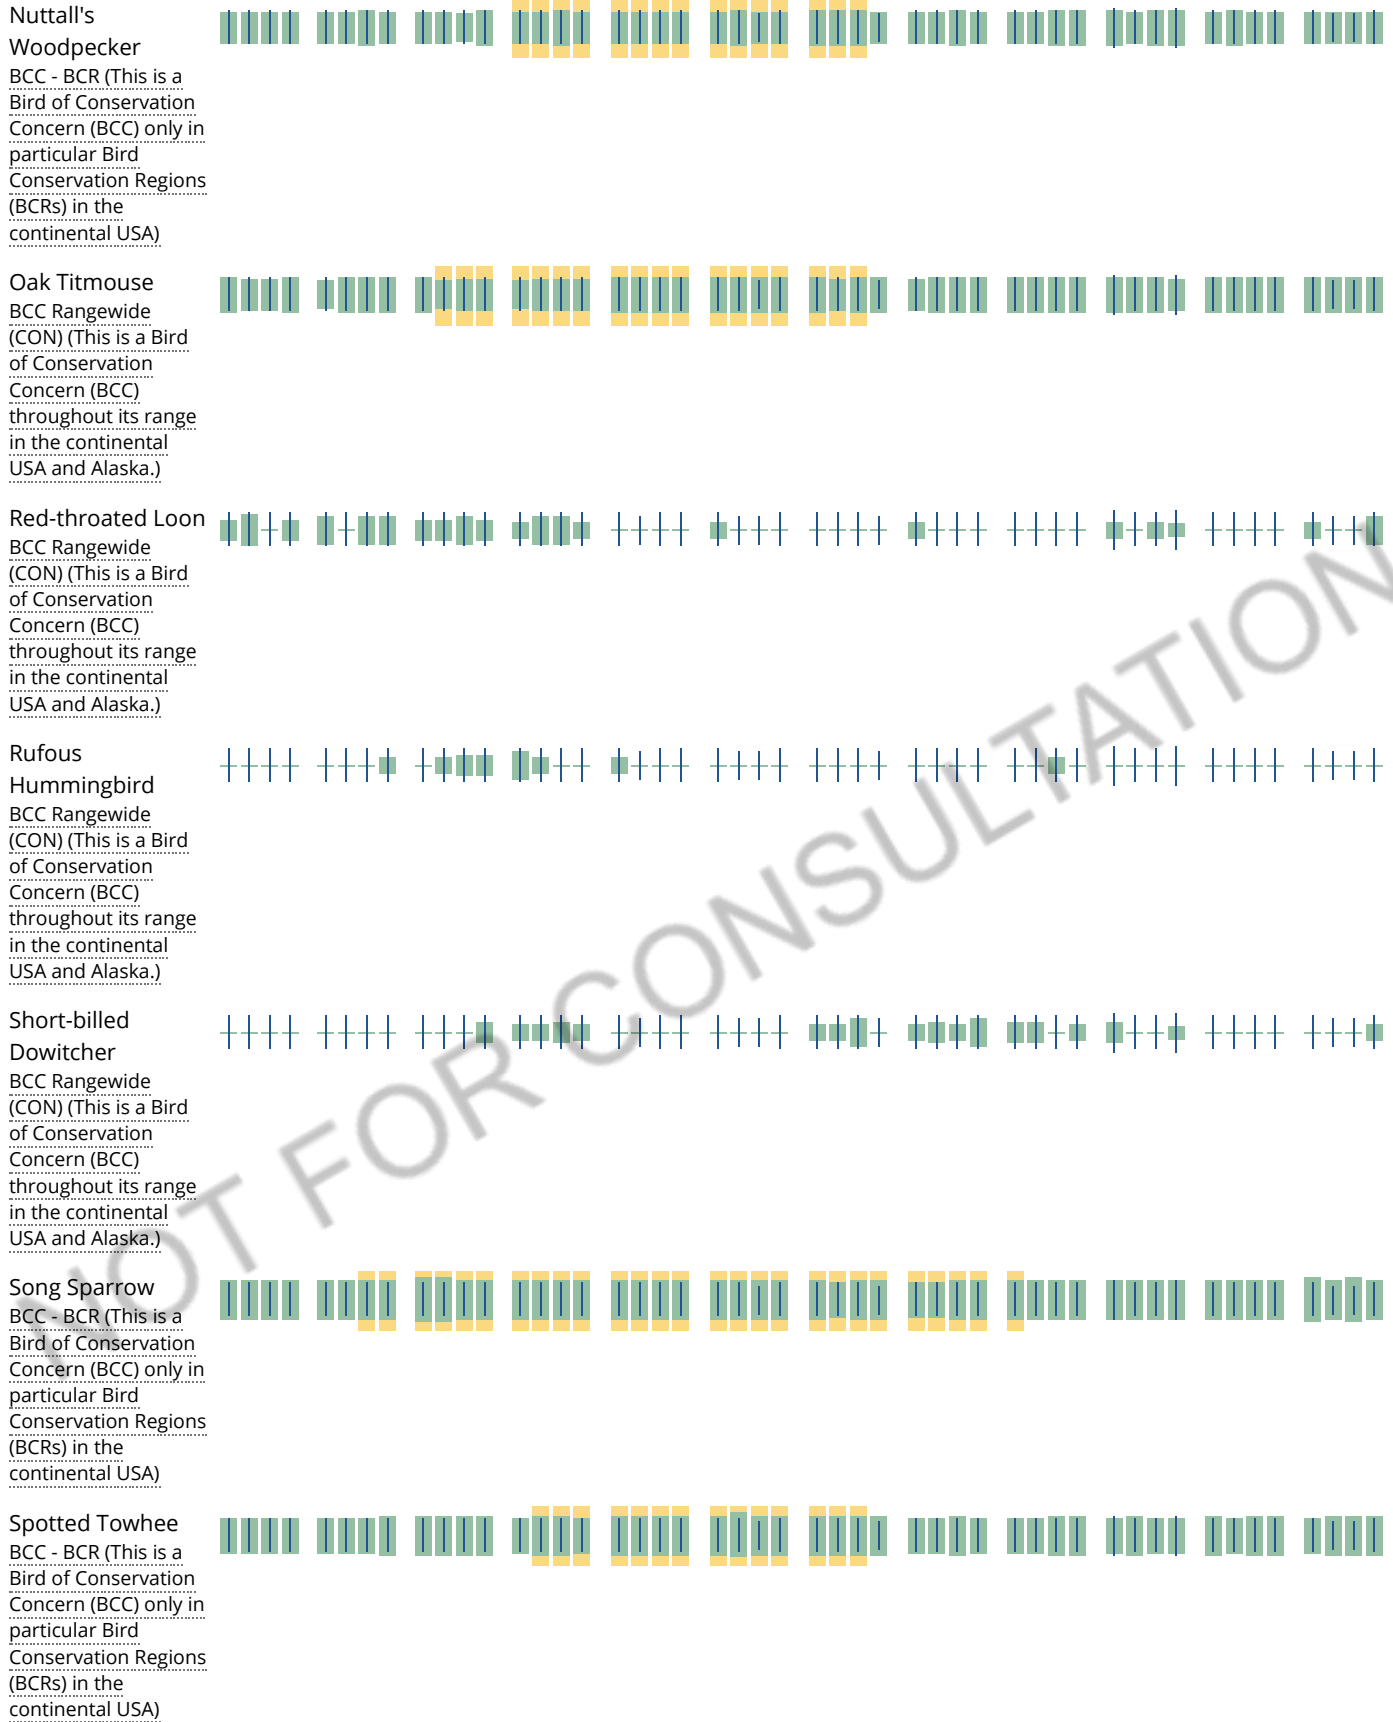 Nuttall's
Woodpecker
BCC - BCR (This is a
Bird of Conservation
Concern (BCC) only in
particular Bird
Conservation Regions
(BCRs) in the
continental USA)
Oak Titmouse
BCC Rangewide
(CON) (This is a Bird
of Conservation
Concern (BCC)
throughout its range
in the continental
USA and Alaska.)
Red-throated Loon
BCC Rangewide
(CON) (This is a Bird
of Conservation
Concern (BCC)
throughout its range
in the continental
USA and Alaska.)
Rufous
Hummingbird
BCC Rangewide
(CON) (This is a Bird
of Conservation
Concern (BCC)
throughout its range
in the continental
USA and Alaska.)
Short-billed
Dowitcher
BCC Rangewide
(CON) (This is a Bird
of Conservation
Concern (BCC)
throughout its range
in the continental
USA and Alaska.)
Song Sparrow
BCC - BCR (This is a
Bird of Conservation
Concern (BCC) only in
particular Bird
Conservation Regions
(BCRs) in the
continental USA)
Spotted Towhee
BCC - BCR (This is a
Bird of Conservation
Concern (BCC) only in
particular Bird
Conservation Regions
(BCRs) in the
continental USA)
NOT FOR CONSULTATION